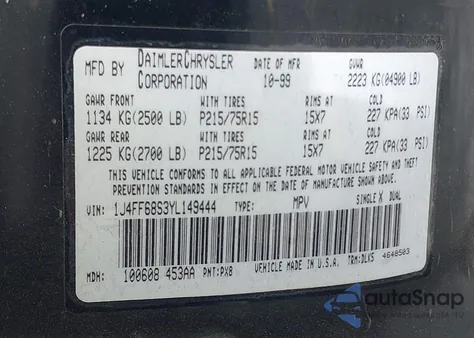 MFD BY DAIMLERCHRYSLER CORPORATION DATE OF MFR 10-99 GVWR 2223 KG(04900 LB)
GAWR FRONT WITH TIRES RIMS AT COLD
1134 KG(2500 LB) P215/75R15 15X7 227 KPA(33 PSI)
GAWR REAR WITH TIRES RIMS AT COLD
1225 KG(2700 LB) P215/75R15 15X7 227 KPA(33 PSI)
THIS VEHICLE CONFORMS TO ALL APPLICABLE FEDERAL MOTOR VEHICLE SAFETY AND THEFT
PREVENTION STANDARDS IN EFFECT ON THE DATE OF MANUFACTURE SHOWN ABOVE.
VIN: 1J4FF68S3YL149444 TYPE: MPV SINGLE X DUAL
MDH: 100608 453AA PNT:PX8 VEHICLE MADE IN U.S.A. TRM:DLK5 4648503
autoSnap